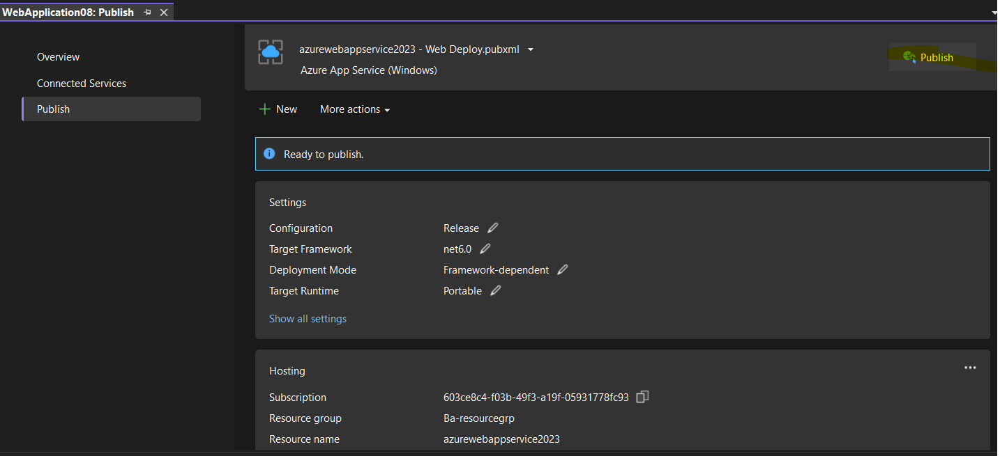 WebApplication08: Publish
Overview
Connected Services
Publish
azurewebappservice2023 - Web Deploy.pubxml
Azure App Service (Windows)
Publish
New
More actions
Ready to publish.
Settings
Configuration Release
Target Framework net6.0
Deployment Mode Framework-dependent
Target Runtime Portable
Show all settings
Hosting
Subscription 603ce8c4-f03b-49f3-a19f-05931778fc93
Resource group Ba-resourcegrp
Resource name azurewebappservice2023